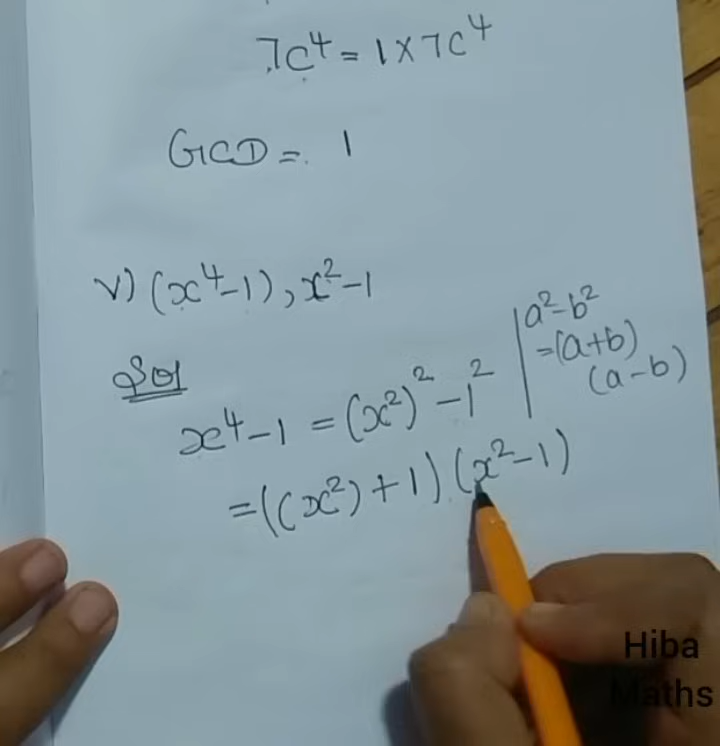 7c⁴ = 1 × 7c⁴
GCD = 1
v) (x⁴-1), x²-1
Sol
x⁴-1 = (x²)² - 1²
= ((x²) + 1) (x² - 1)
a² - b²
= (a+b)
(a-b)
Hiba
Maths